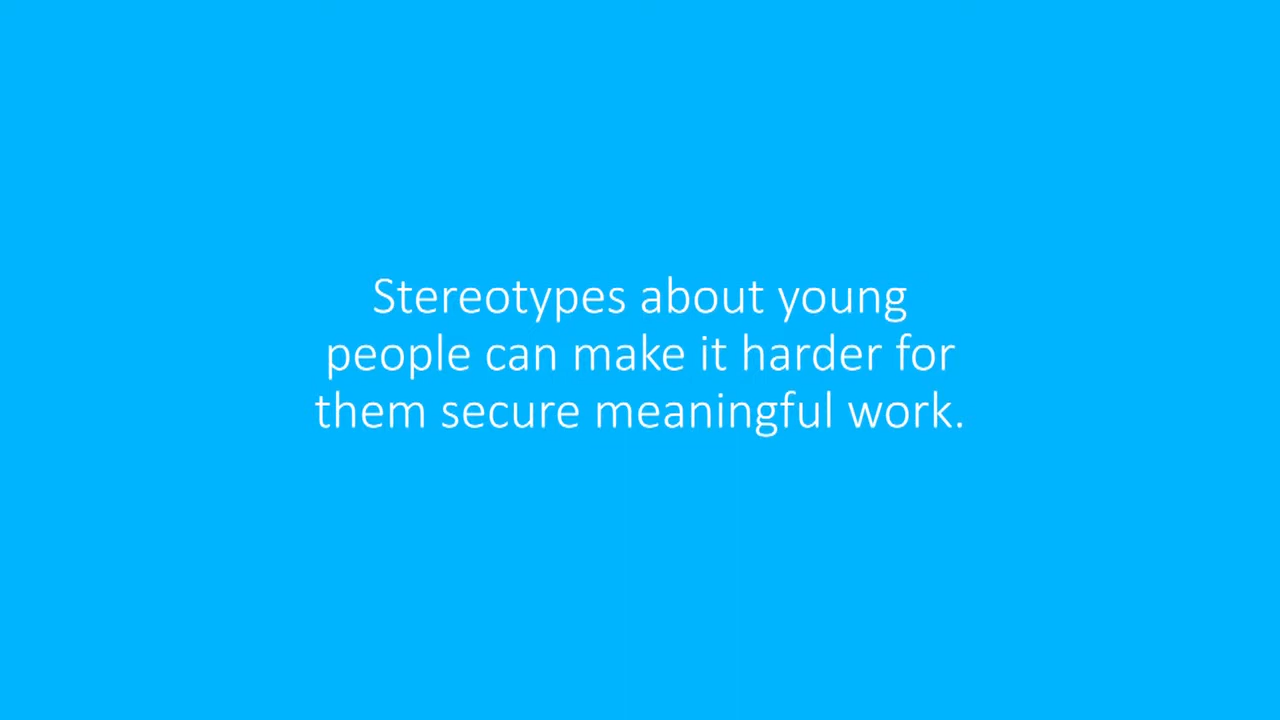 Stereotypes about young
people can make it harder for
them secure meaningful work.